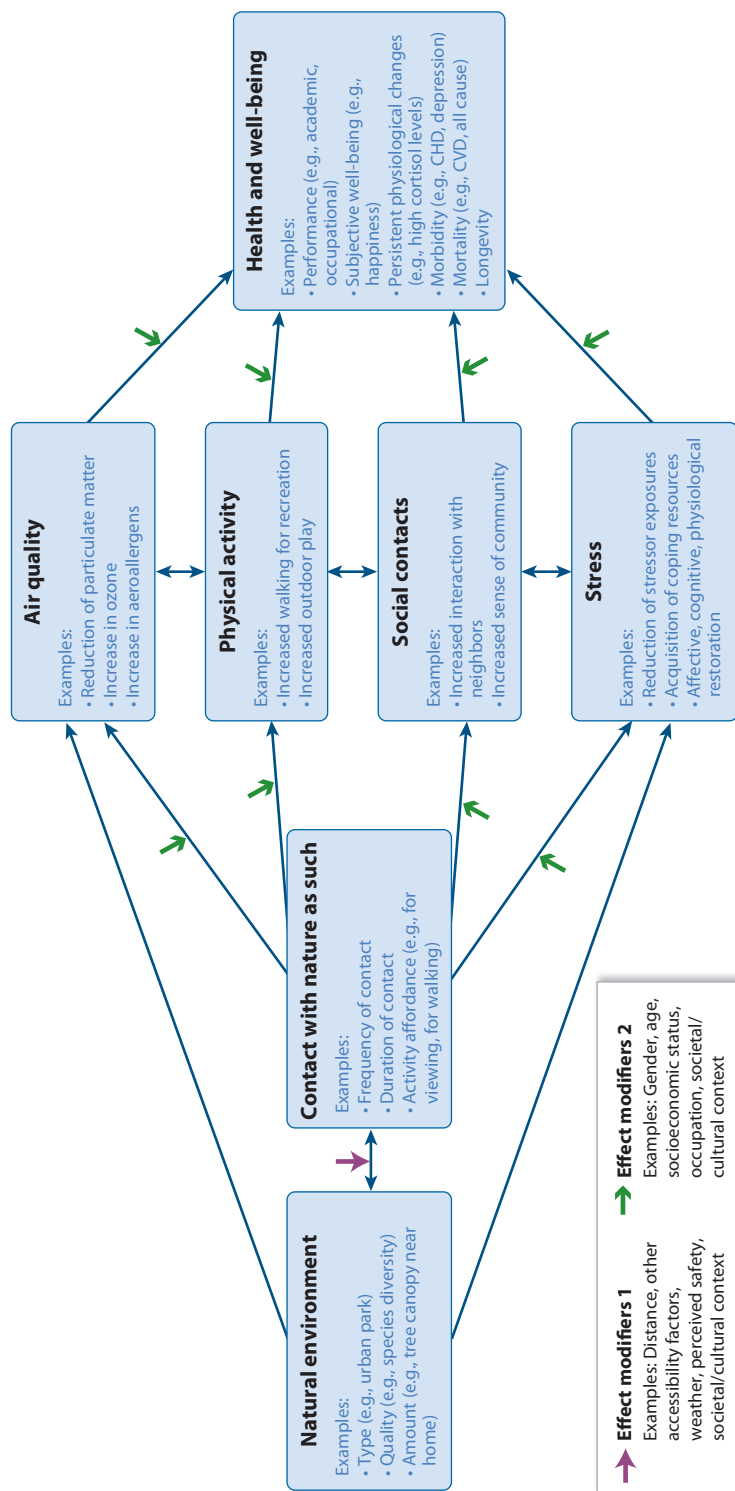 Natural environment
Examples:
• Type (e.g., urban park)
• Quality (e.g., species diversity)
• Amount (e.g., tree canopy near
home)
Contact with nature as such
Examples:
• Frequency of contact
• Duration of contact
• Activity affordance (e.g., for
viewing, for walking)
Air quality
Examples:
• Reduction of particulate matter
• Increase in ozone
• Increase in aeroallergens
Physical activity
Examples:
• Increased walking for recreation
• Increased outdoor play
Social contacts
Examples:
• Increased interaction with
neighbors
• Increased sense of community
Stress
Examples:
• Reduction of stressor exposures
• Acquisition of coping resources
• Affective, cognitive, physiological
restoration
Health and well-being
Examples:
• Performance (e.g., academic,
occupational)
• Subjective well-being (e.g.,
happiness)
• Persistent physiological changes
(e.g., high cortisol levels)
• Morbidity (e.g., CHD, depression)
• Mortality (e.g., CVD, all cause)
• Longevity
Effect modifiers 1
Examples: Distance, other
accessibility factors,
weather, perceived safety,
societal/cultural context
Effect modifiers 2
Examples: Gender, age,
socioeconomic status,
occupation, societal/
cultural context